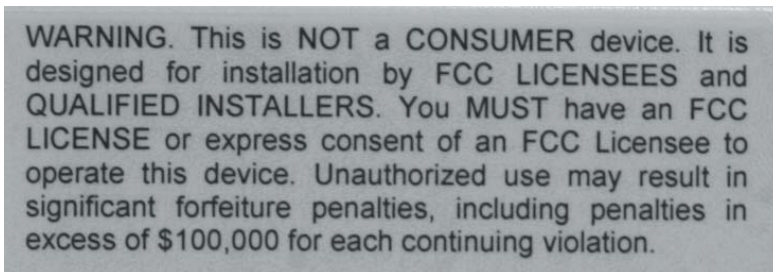 WARNING. This is NOT a CONSUMER device. It is
designed for installation by FCC LICENSEES and
QUALIFIED INSTALLERS. You MUST have an FCC
LICENSE or express consent of an FCC Licensee to
operate this device. Unauthorized use may result in
significant forfeiture penalties, including penalties in
excess of $100,000 for each continuing violation.